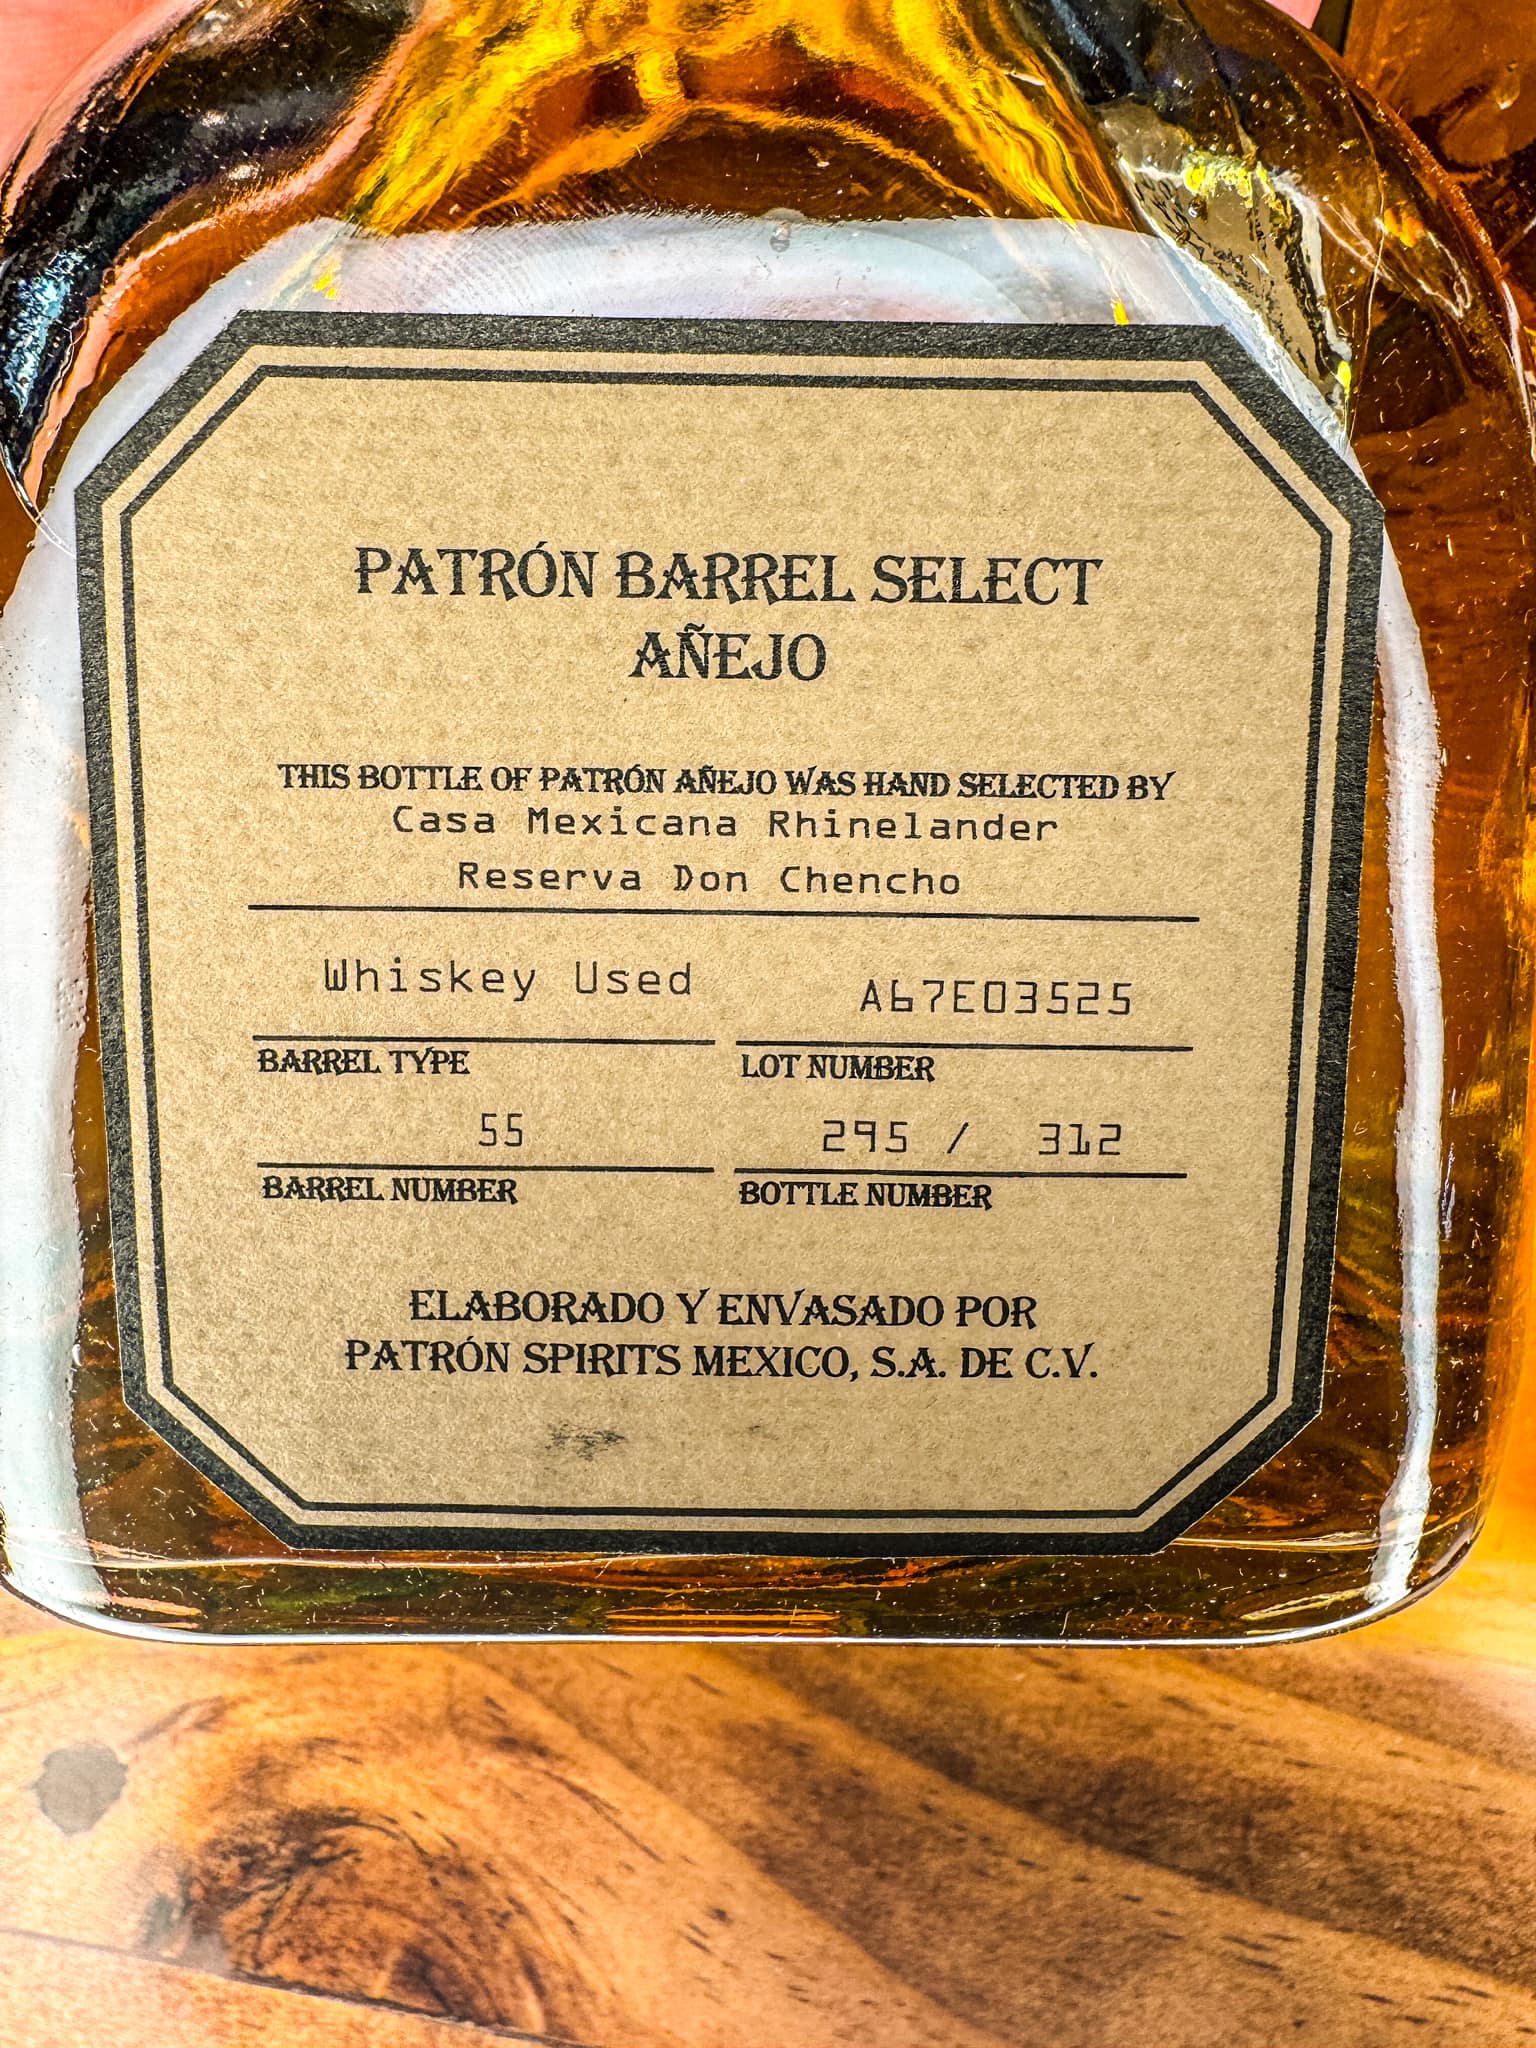 PATRÓN BARREL SELECT
AÑEJO
THIS BOTTLE OF PATRÓN AÑEJO WAS HAND SELECTED BY
Casa Mexicana Rhinelander
Reserva Don Chencho
Whiskey Used A67E03525
BARREL TYPE LOT NUMBER
55 295 / 312
BARREL NUMBER BOTTLE NUMBER
ELABORADO Y ENVASADO POR
PATRÓN SPIRITS MEXICO, S.A. DE C.V.